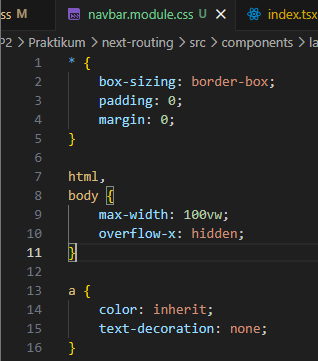 ss M navbar.module.css U × index.tsx
P2 > Praktikum > next-routing > src > components > la
1 * {
2 box-sizing: border-box;
3 padding: 0;
4 margin: 0;
5 }
6
7 html,
8 body {
9 max-width: 100vw;
10 overflow-x: hidden;
11 }
12
13 a {
14 color: inherit;
15 text-decoration: none;
16 }